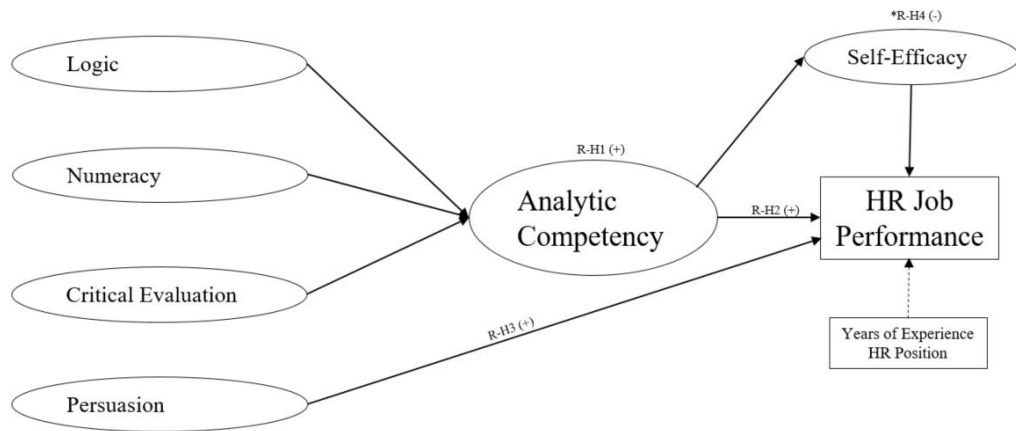 *R-H4 (-)
Logic
Self-Efficacy
R-H1 (+)
Numeracy
Analytic
Competency
R-H2 (+)
HR Job
Performance
Critical Evaluation
R-H3 (+)
Years of Experience
HR Position
Persuasion